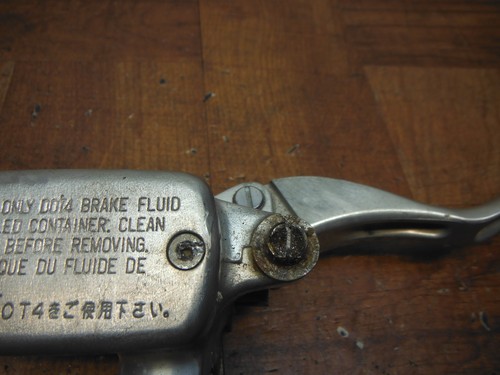 ONLY DOT4 BRAKE FLUID
LED CONTAINER. CLEAN
BEFORE REMOVING.
QUE DU FLUIDE DE
OT4をご使用下さい。